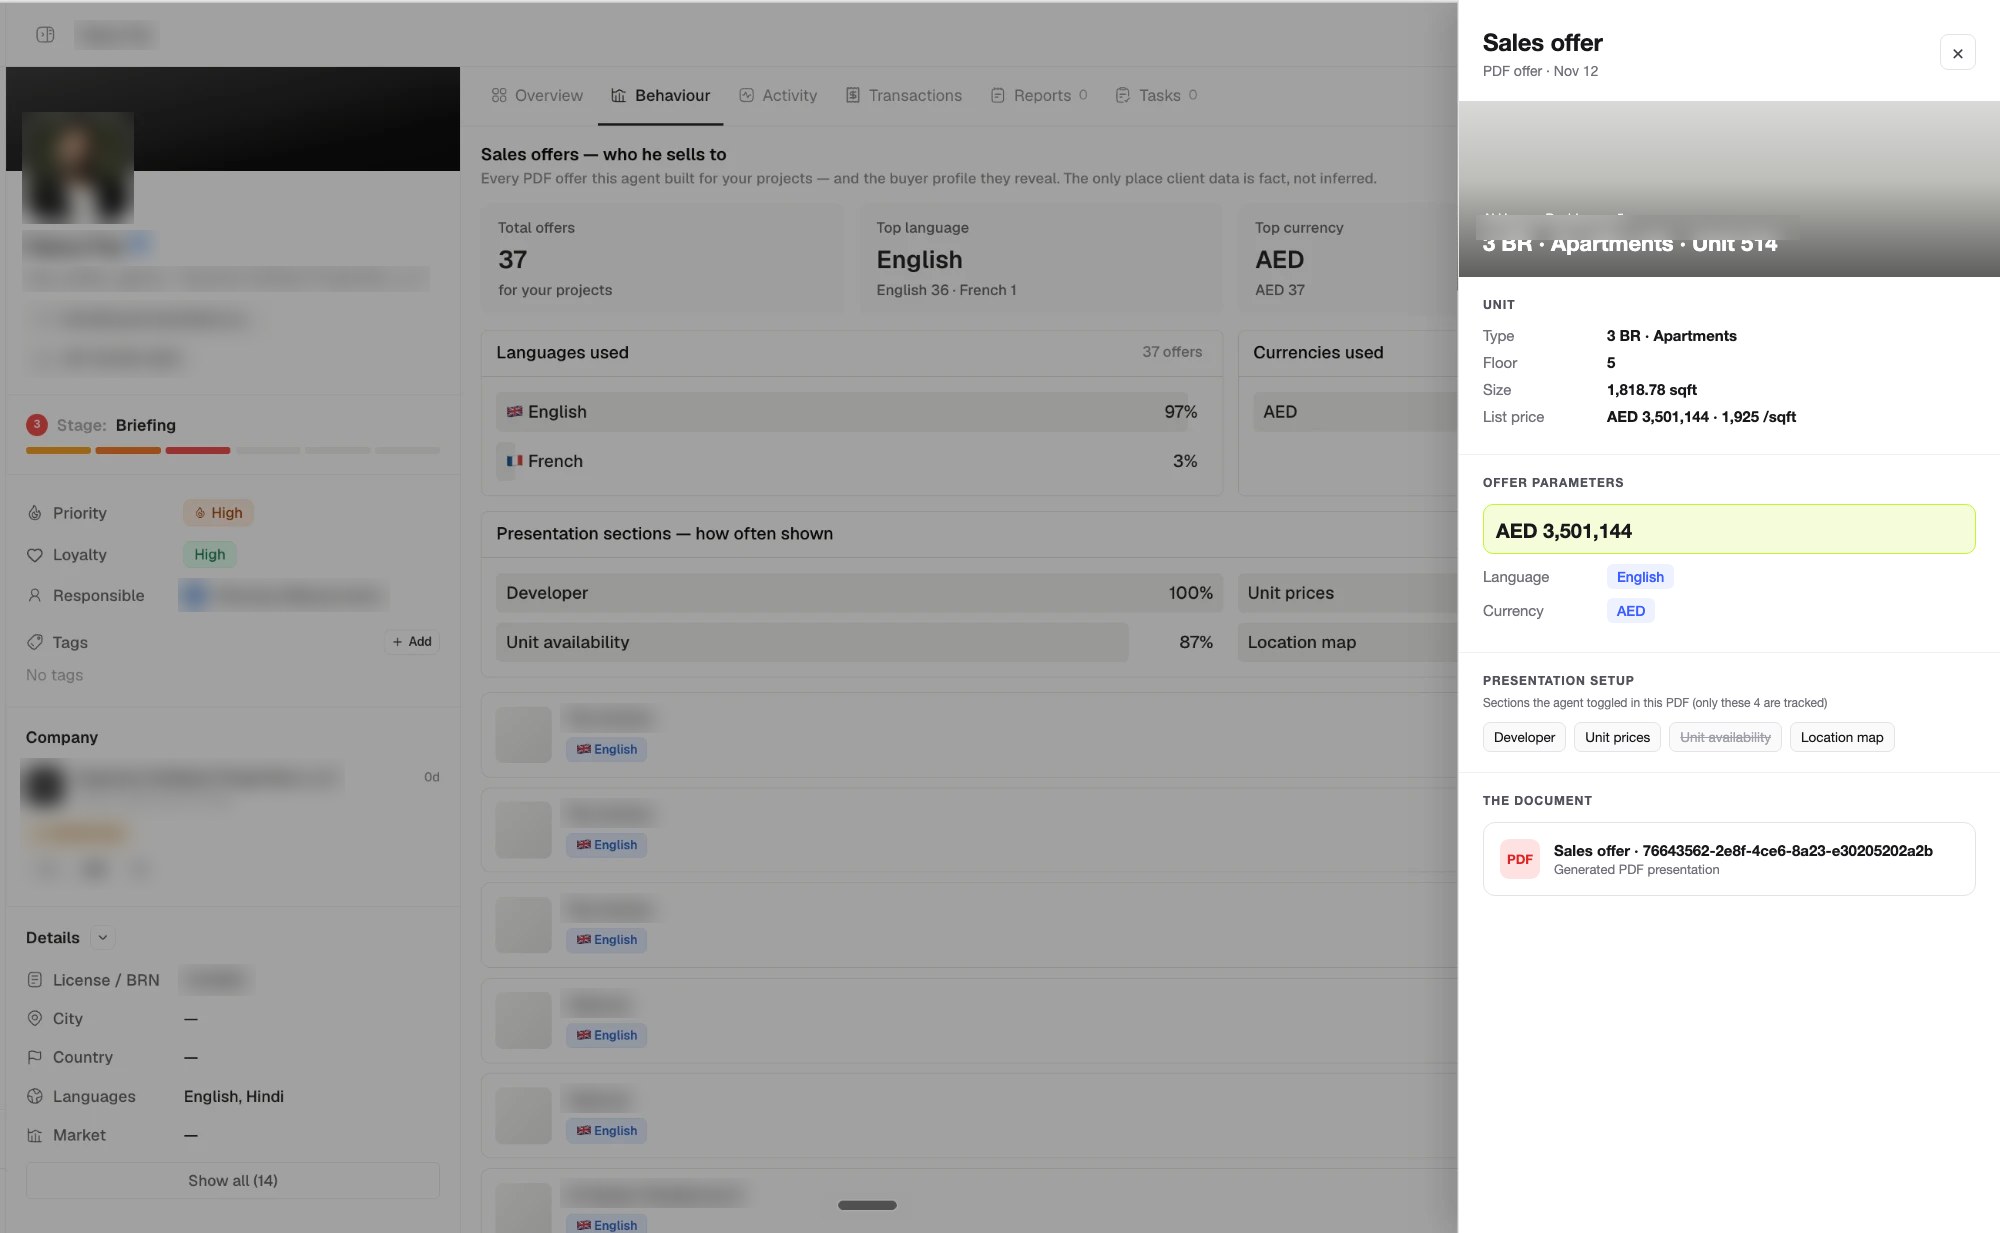 Overview
Behaviour
Activity
Transactions
Reports 0
Tasks 0
3 Stage: Briefing
Priority High
Loyalty High
Responsible
Tags + Add
No tags
Company
0d
Details
License / BRN
City —
Country —
Languages English, Hindi
Market —
Show all (14)
Sales offers — who he sells to
Every PDF offer this agent built for your projects — and the buyer profile they reveal. The only place client data is fact, not inferred.
Total offers
37
for your projects
Top language
English
English 36 · French 1
Top currency
AED
AED 37
Languages used 37 offers
English 97%
French 3%
Currencies used
AED
Presentation sections — how often shown
Developer 100%
Unit prices
Unit availability 87%
Location map
English
English
English
English
English
English
Sales offer
PDF offer · Nov 12
3 BR · Apartments · Unit 514
UNIT
Type 3 BR · Apartments
Floor 5
Size 1,818.78 sqft
List price AED 3,501,144 · 1,925 /sqft
OFFER PARAMETERS
AED 3,501,144
Language English
Currency AED
PRESENTATION SETUP
Sections the agent toggled in this PDF (only these 4 are tracked)
Developer Unit prices Unit availability Location map
THE DOCUMENT
PDF
Sales offer · 76643562-2e8f-4ce6-8a23-e30205202a2b
Generated PDF presentation